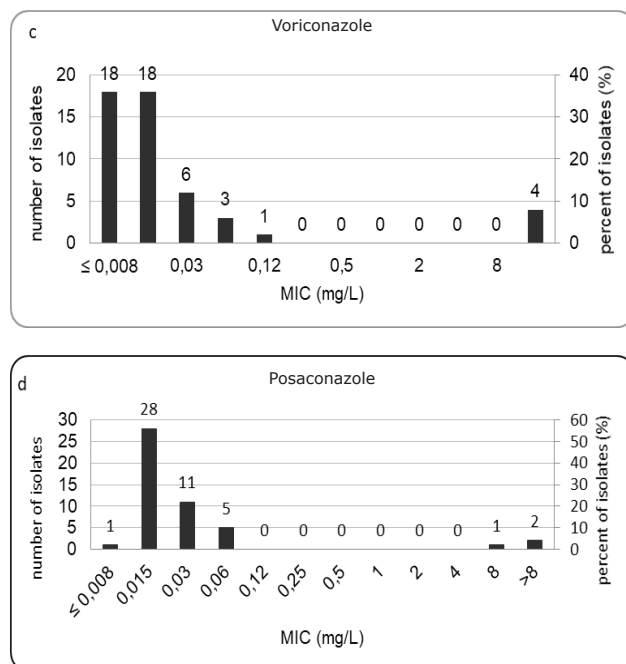 c
Voriconazole
number of isolates
20
15
10
5
0
18 18 6 3 1 0 0 0 0 0 0 4
40
30
20
10
0
percent of isolates (%)
≤ 0,008 0,03 0,12 0,5 2 8
MIC (mg/L)
d
Posaconazole
number of isolates
30
25
20
15
10
5
0
1 28 11 5 0 0 0 0 0 0 1 2
60
50
40
30
20
10
0
percent of isolates (%)
≤ 0,008 0,015 0,03 0,06 0,12 0,25 0,5 1 2 4 8 >8
MIC (mg/L)